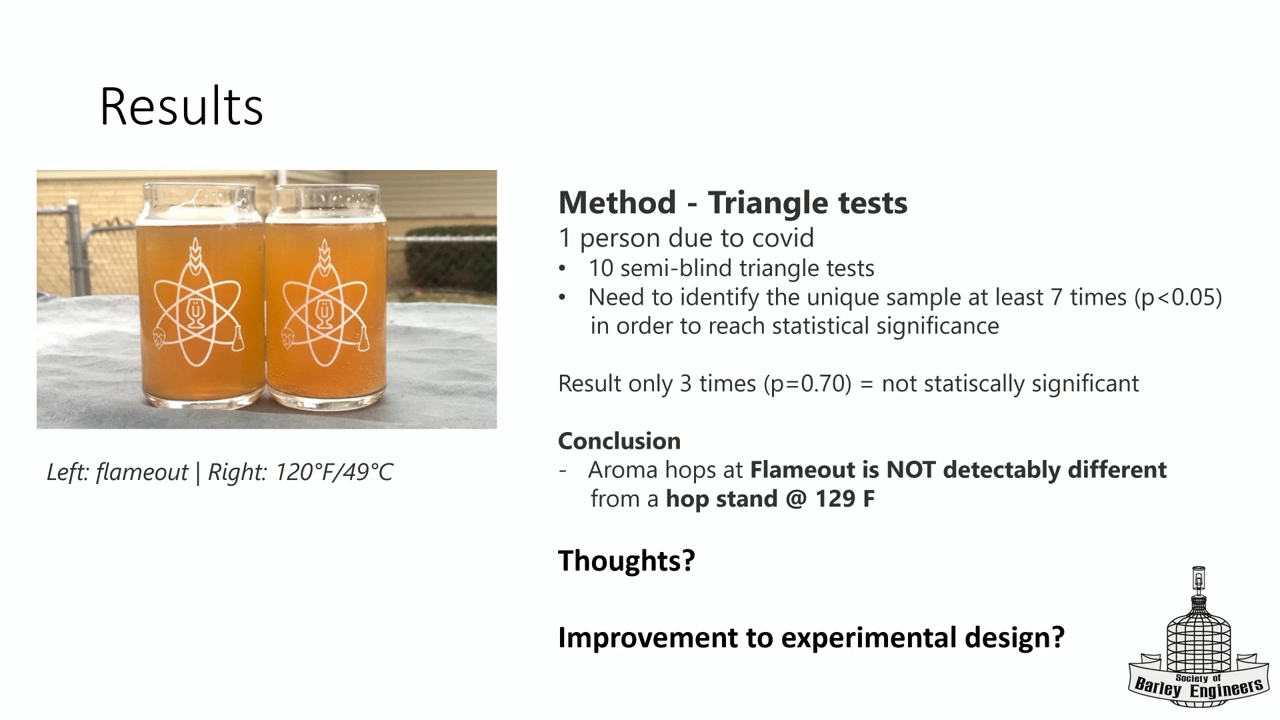 Results
Method - Triangle tests
1 person due to covid
• 10 semi-blind triangle tests
• Need to identify the unique sample at least 7 times (p<0.05)
in order to reach statistical significance
Result only 3 times (p=0.70) = not statiscally significant
Conclusion
- Aroma hops at Flameout is NOT detectably different
from a hop stand @ 129 F
Thoughts?
Improvement to experimental design?
Left: flameout | Right: 120°F/49°C
Society of
Barley Engineers